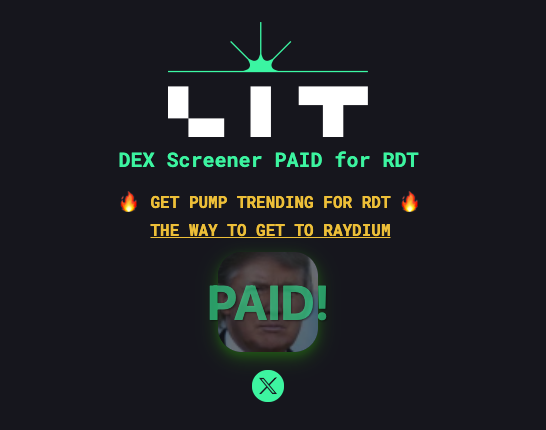 LIT
DEX Screener PAID for RDT
🔥 GET PUMP TRENDING FOR RDT 🔥
THE WAY TO GET TO RAYDIUM
PAID!